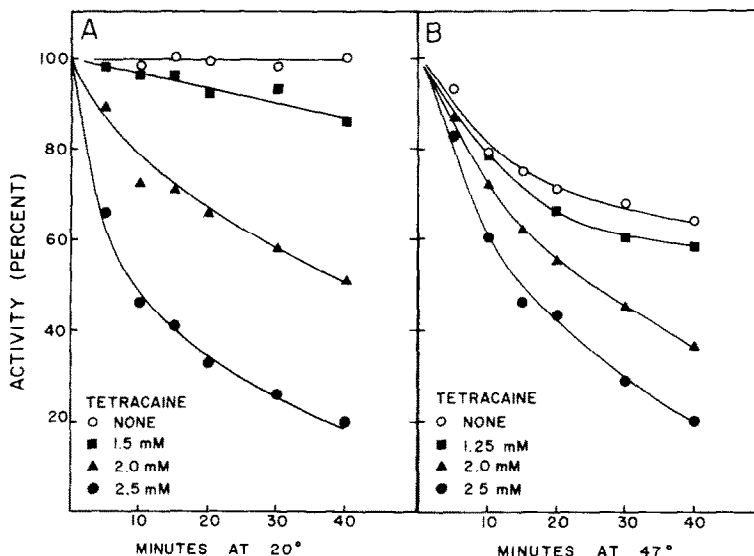 A
B
ACTIVITY (PERCENT)
100
80
60
40
20
TETRACAINE
NONE
1.5 mM
2.0 mM
2.5 mM
TETRACAINE
NONE
1.25 mM
2.0 mM
25 mM
10 20 30 40
10 20 30 40
MINUTES AT 20°
MINUTES AT 47°